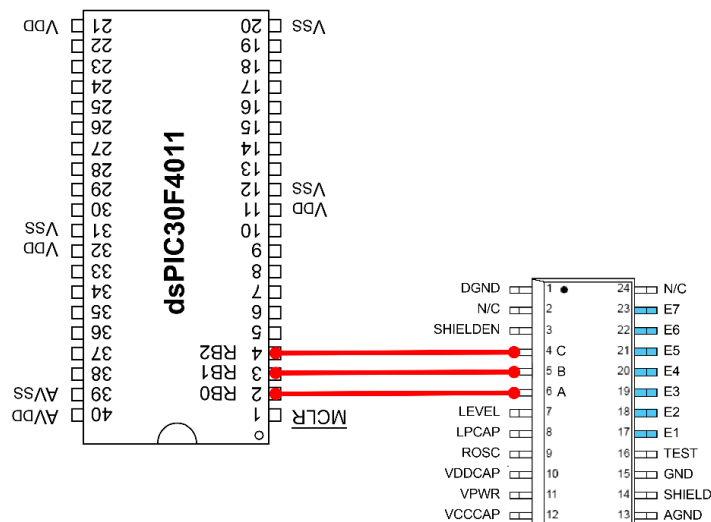 VDD 21 20 VSS
22 19
23 18
24 17
25 16
26 15
27 14
28 13
29 12 VSS
30 11 VDD
VSS 31 10
VDD 32 9
33 8
34 7
35 6
36 5
37 RB2 4
38 RB1 3
AVSS 39 RB0 2
AVDD 40 1 MCLR
dsPIC30F4011
DGND 1 24 N/C
N/C 2 23 E7
SHIELDEN 3 22 E6
4 C 21 E5
5 B 20 E4
6 A 19 E3
LEVEL 7 18 E2
LPCAP 8 17 E1
ROSC 9 16 TEST
VDDCAP 10 15 GND
VPWR 11 14 SHIELD
VCCCAP 12 13 AGND